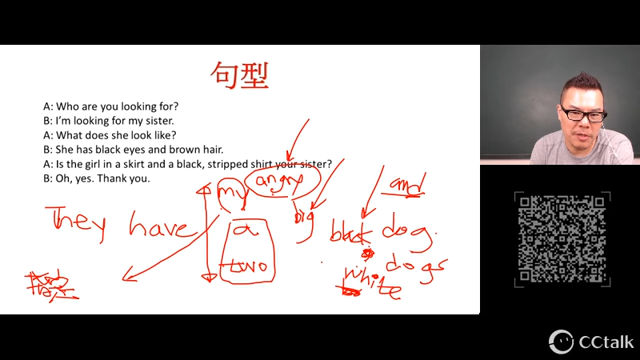 句型
A: Who are you looking for?
B: I'm looking for my sister.
A: What does she look like?
B: She has black eyes and brown hair.
A: Is the girl in a skirt and a black, stripped shirt your sister?
B: Oh, yes. Thank you.
my angry and
They have a big black dog.
two dogs
white
CCtalk